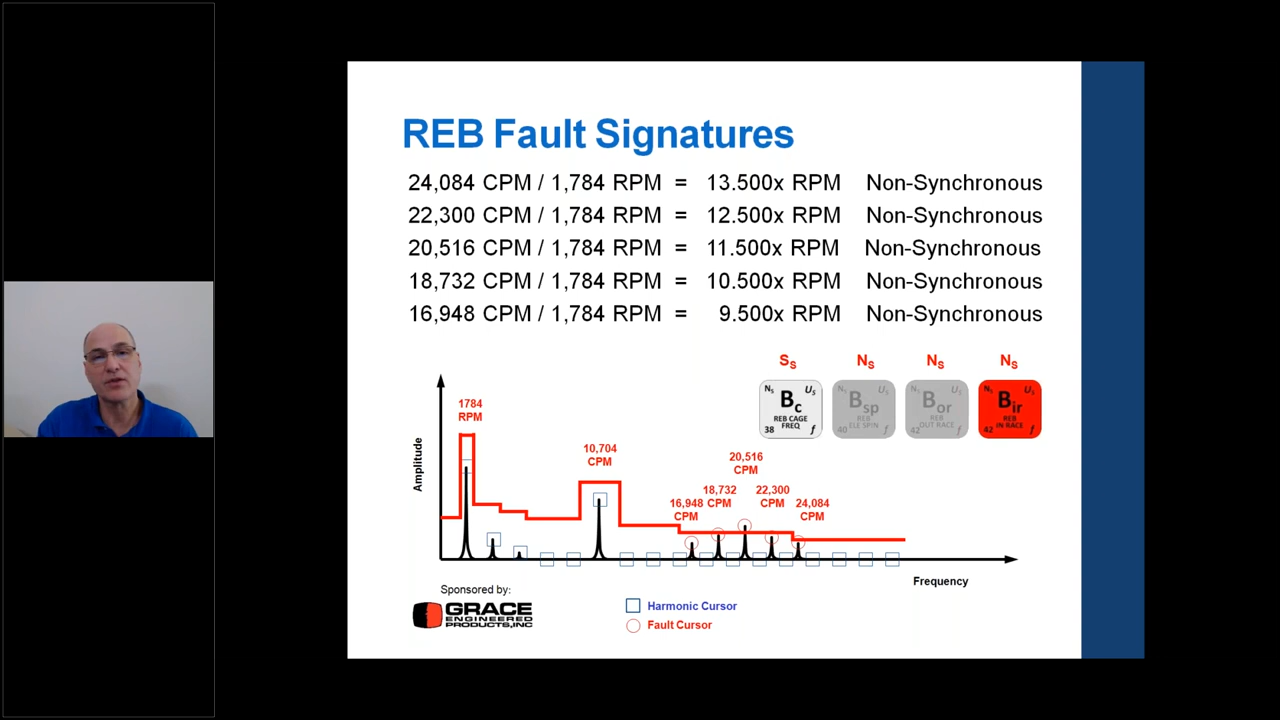 REB Fault Signatures
24,084 CPM / 1,784 RPM = 13.500x RPM Non-Synchronous
22,300 CPM / 1,784 RPM = 12.500x RPM Non-Synchronous
20,516 CPM / 1,784 RPM = 11.500x RPM Non-Synchronous
18,732 CPM / 1,784 RPM = 10.500x RPM Non-Synchronous
16,948 CPM / 1,784 RPM = 9.500x RPM Non-Synchronous
SS NS NS NS
NS US
Bc
REB CAGE
FREQ
38 f
NS US
Bsp
REB
ELE SPIN
40 f
NS US
Bor
REB
OUT RACE
42 f
NS US
Bir
REB
IN RACE
42 f
1784
RPM
10,704
CPM
20,516
CPM
18,732
CPM
22,300
CPM
16,948
CPM
24,084
CPM
Amplitude
Frequency
Sponsored by:
GRACE
ENGINEERED
PRODUCTS,INC
Harmonic Cursor
Fault Cursor